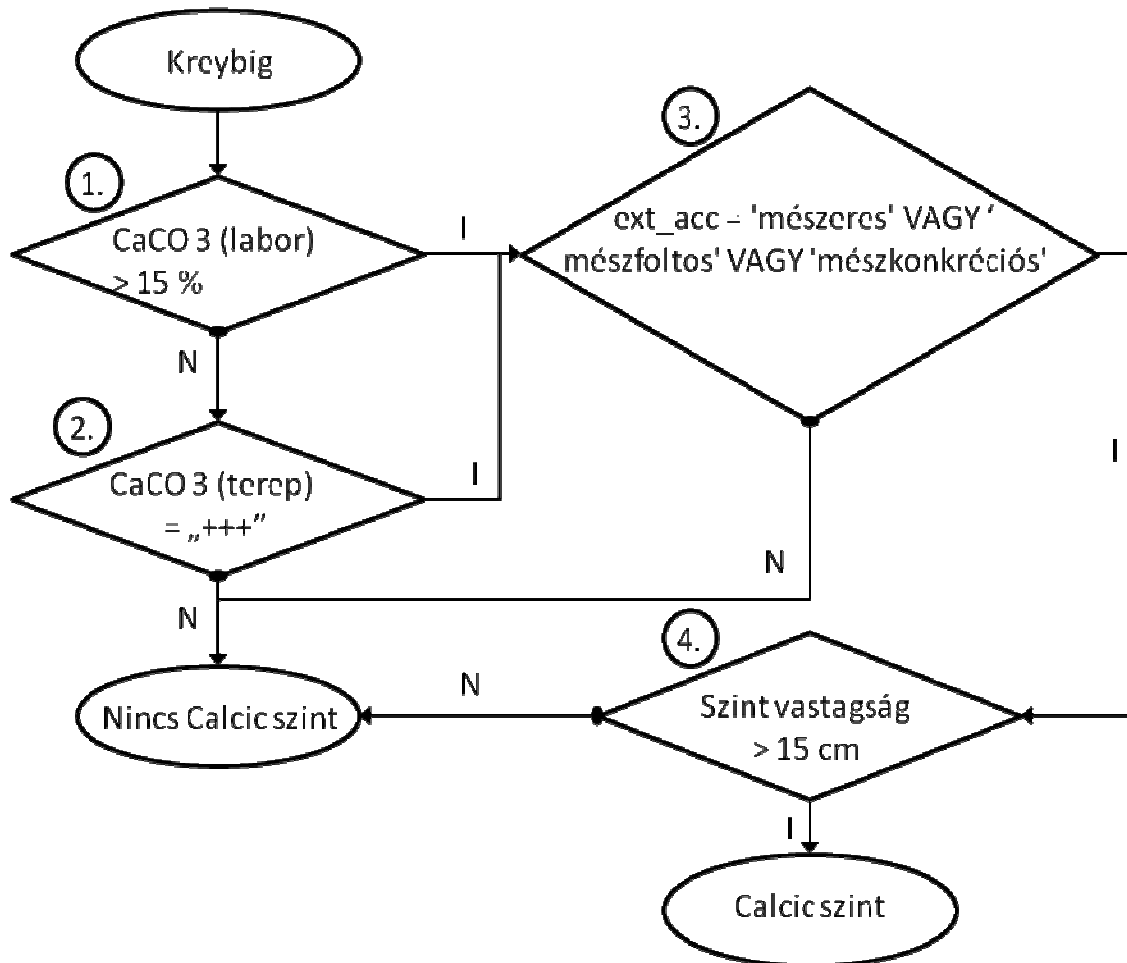 Kreybig
1.
CaCO 3 (labor)
> 15 %
I
N
2.
CaCO 3 (terep)
= „+++”
I
N
3.
ext_acc = 'mészeres' VAGY ‘
mészfoltos' VAGY 'mészkonkréciós'
I
N
4.
Szint vastagság
> 15 cm
N
I
Nincs Calcic szint
Calcic szint